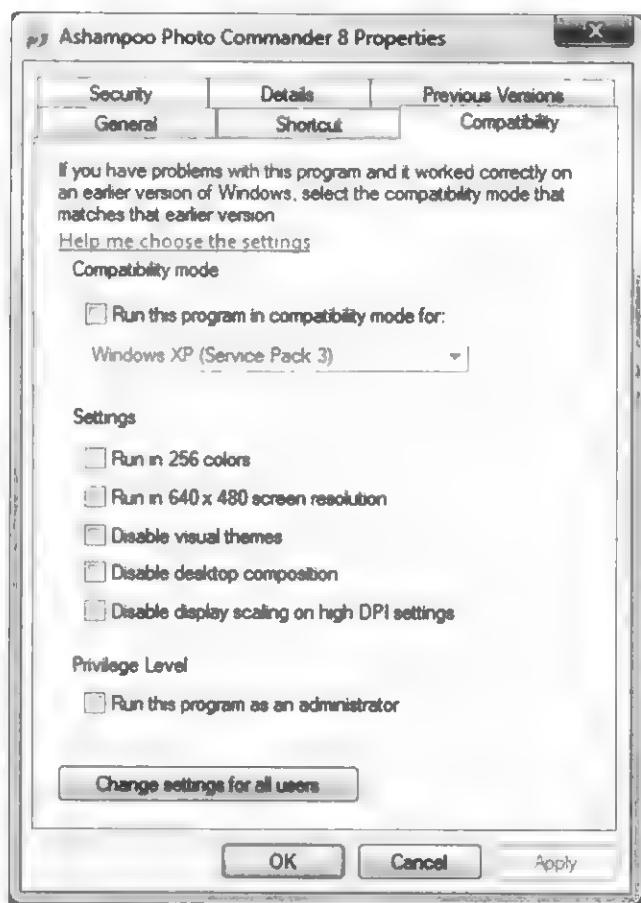 Ashampoo Photo Commander 8 Properties
Security Details Previous Versions
General Shortcut Compatibility
If you have problems with this program and it worked correctly on
an earlier version of Windows, select the compatibility mode that
matches that earlier version
Help me choose the settings
Compatibility mode
Run this program in compatibility mode for:
Windows XP (Service Pack 3)
Settings
Run in 256 colors
Run in 640 x 480 screen resolution
Disable visual themes
Disable desktop composition
Disable display scaling on high DPI settings
Privilege Level
Run this program as an administrator
Change settings for all users
OK Cancel Apply